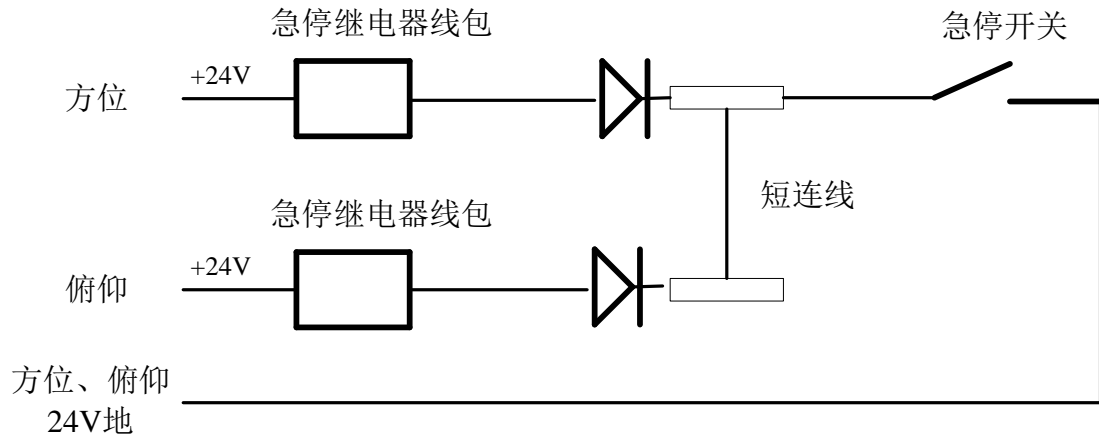 急停继电器线包
急停开关
方位
+24V
短连线
急停继电器线包
俯仰
+24V
方位、俯仰
24V地